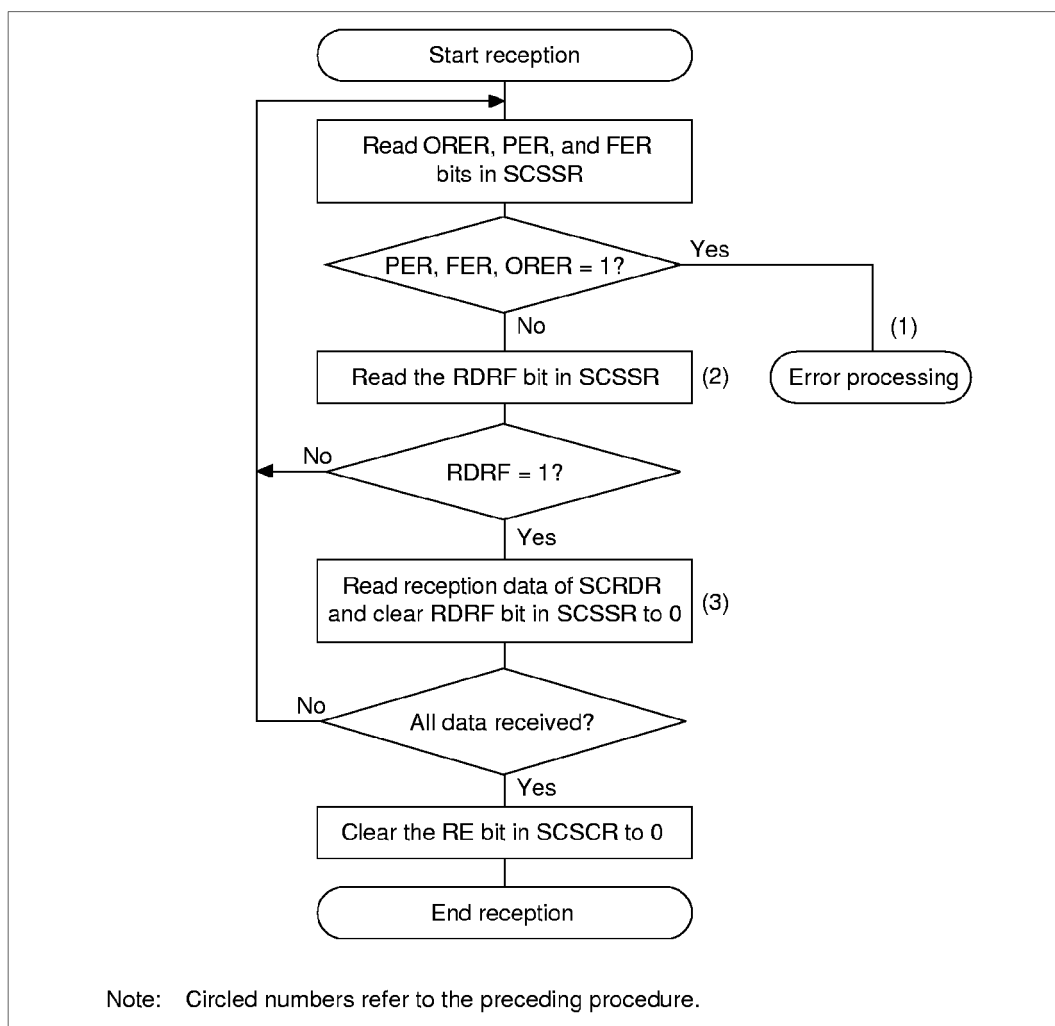 Start reception
Read ORER, PER, and FER
bits in SCSSR
PER, FER, ORER = 1?
Yes
No
(1)
Error processing
Read the RDRF bit in SCSSR
(2)
RDRF = 1?
No
Yes
Read reception data of SCRDR
and clear RDRF bit in SCSSR to 0
(3)
All data received?
No
Yes
Clear the RE bit in SCSCR to 0
End reception
Note: Circled numbers refer to the preceding procedure.